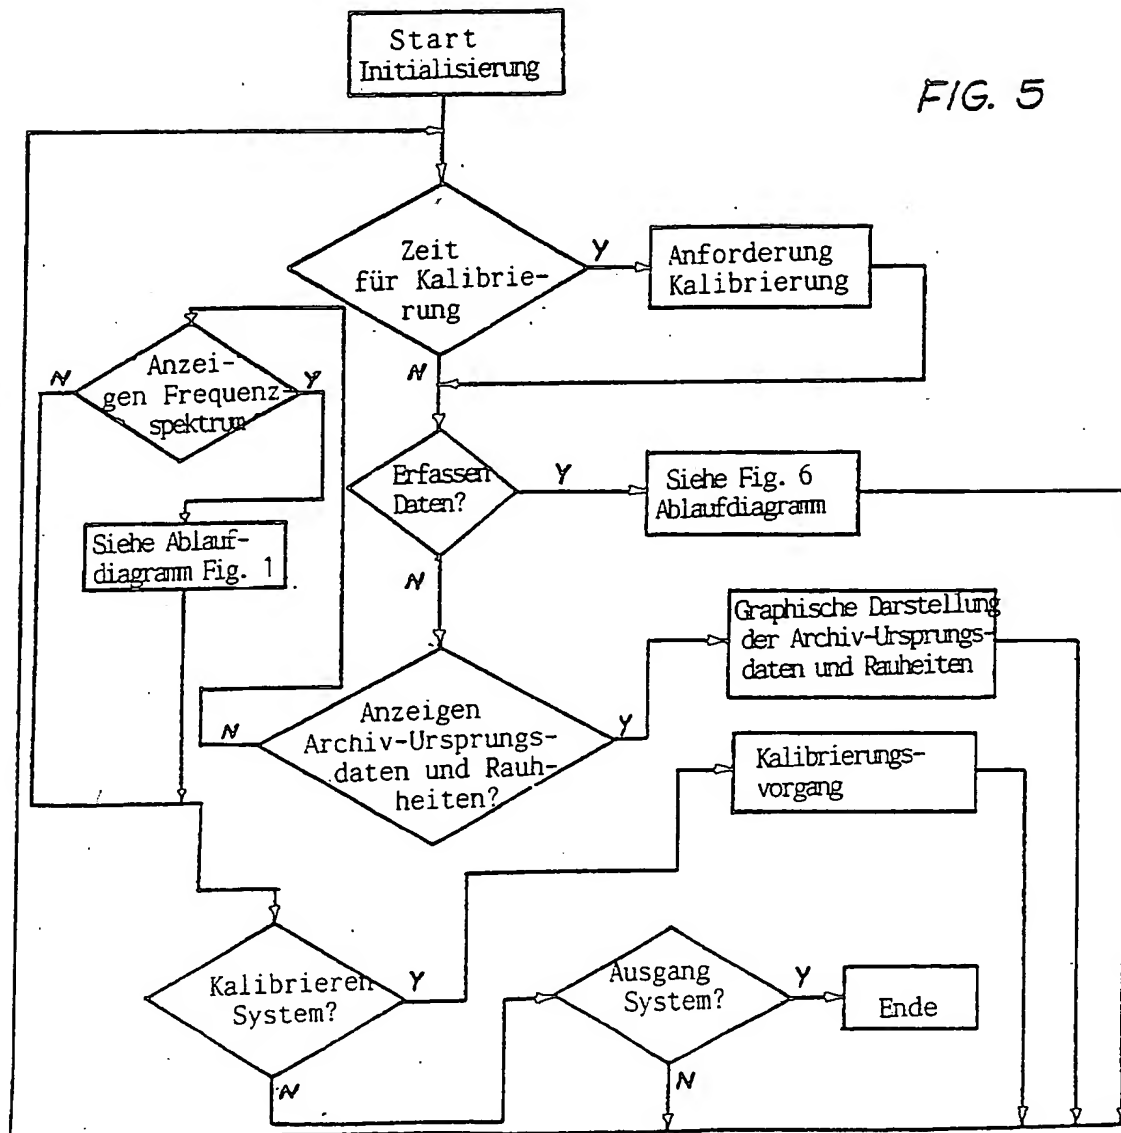 Start
Initialisierung
FIG. 5
Zeit
für Kalibrie-
rung
Y
Anforderung
Kalibrierung
N
Anzei-
gen Frequenz-
spektrum
N
Y
Siehe Ablauf-
diagramm Fig. 1
Erfassen
Daten?
Y
Siehe Fig. 6
Ablaufdiagramm
N
Anzeigen
Archiv-Ursprungs-
daten und Rauh-
heiten?
N
Y
Graphische Darstellung
der Archiv-Ursprungs-
daten und Rauheiten
Kalibrierungs-
vorgang
Kalibrieren
System?
Y
N
Ausgang
System?
Y
N
Ende